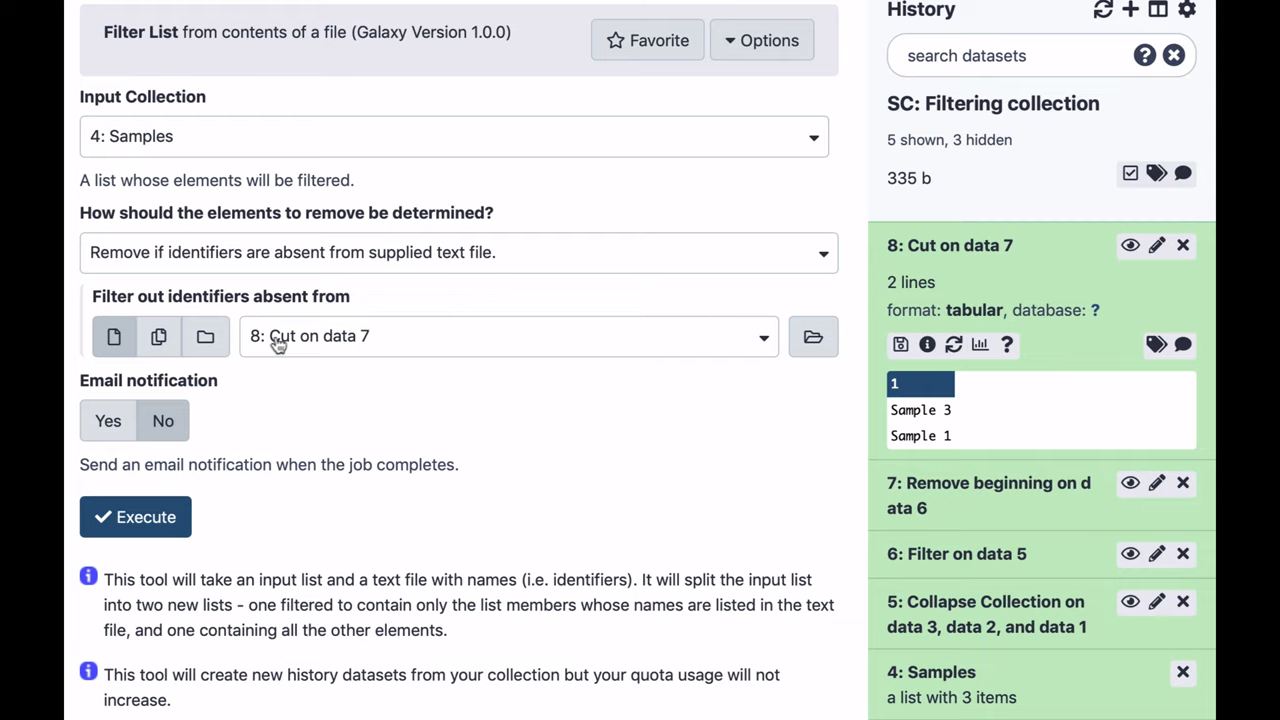 Filter List from contents of a file (Galaxy Version 1.0.0)
Favorite
Options
Input Collection
4: Samples
A list whose elements will be filtered.
How should the elements to remove be determined?
Remove if identifiers are absent from supplied text file.
Filter out identifiers absent from
8: Cut on data 7
Email notification
Yes
No
Send an email notification when the job completes.
Execute
This tool will take an input list and a text file with names (i.e. identifiers). It will split the input list
into two new lists - one filtered to contain only the list members whose names are listed in the text
file, and one containing all the other elements.
This tool will create new history datasets from your collection but your quota usage will not
increase.
History
search datasets
SC: Filtering collection
5 shown, 3 hidden
335 b
8: Cut on data 7
2 lines
format: tabular, database: ?
1
Sample 3
Sample 1
7: Remove beginning on d
ata 6
6: Filter on data 5
5: Collapse Collection on
data 3, data 2, and data 1
4: Samples
a list with 3 items